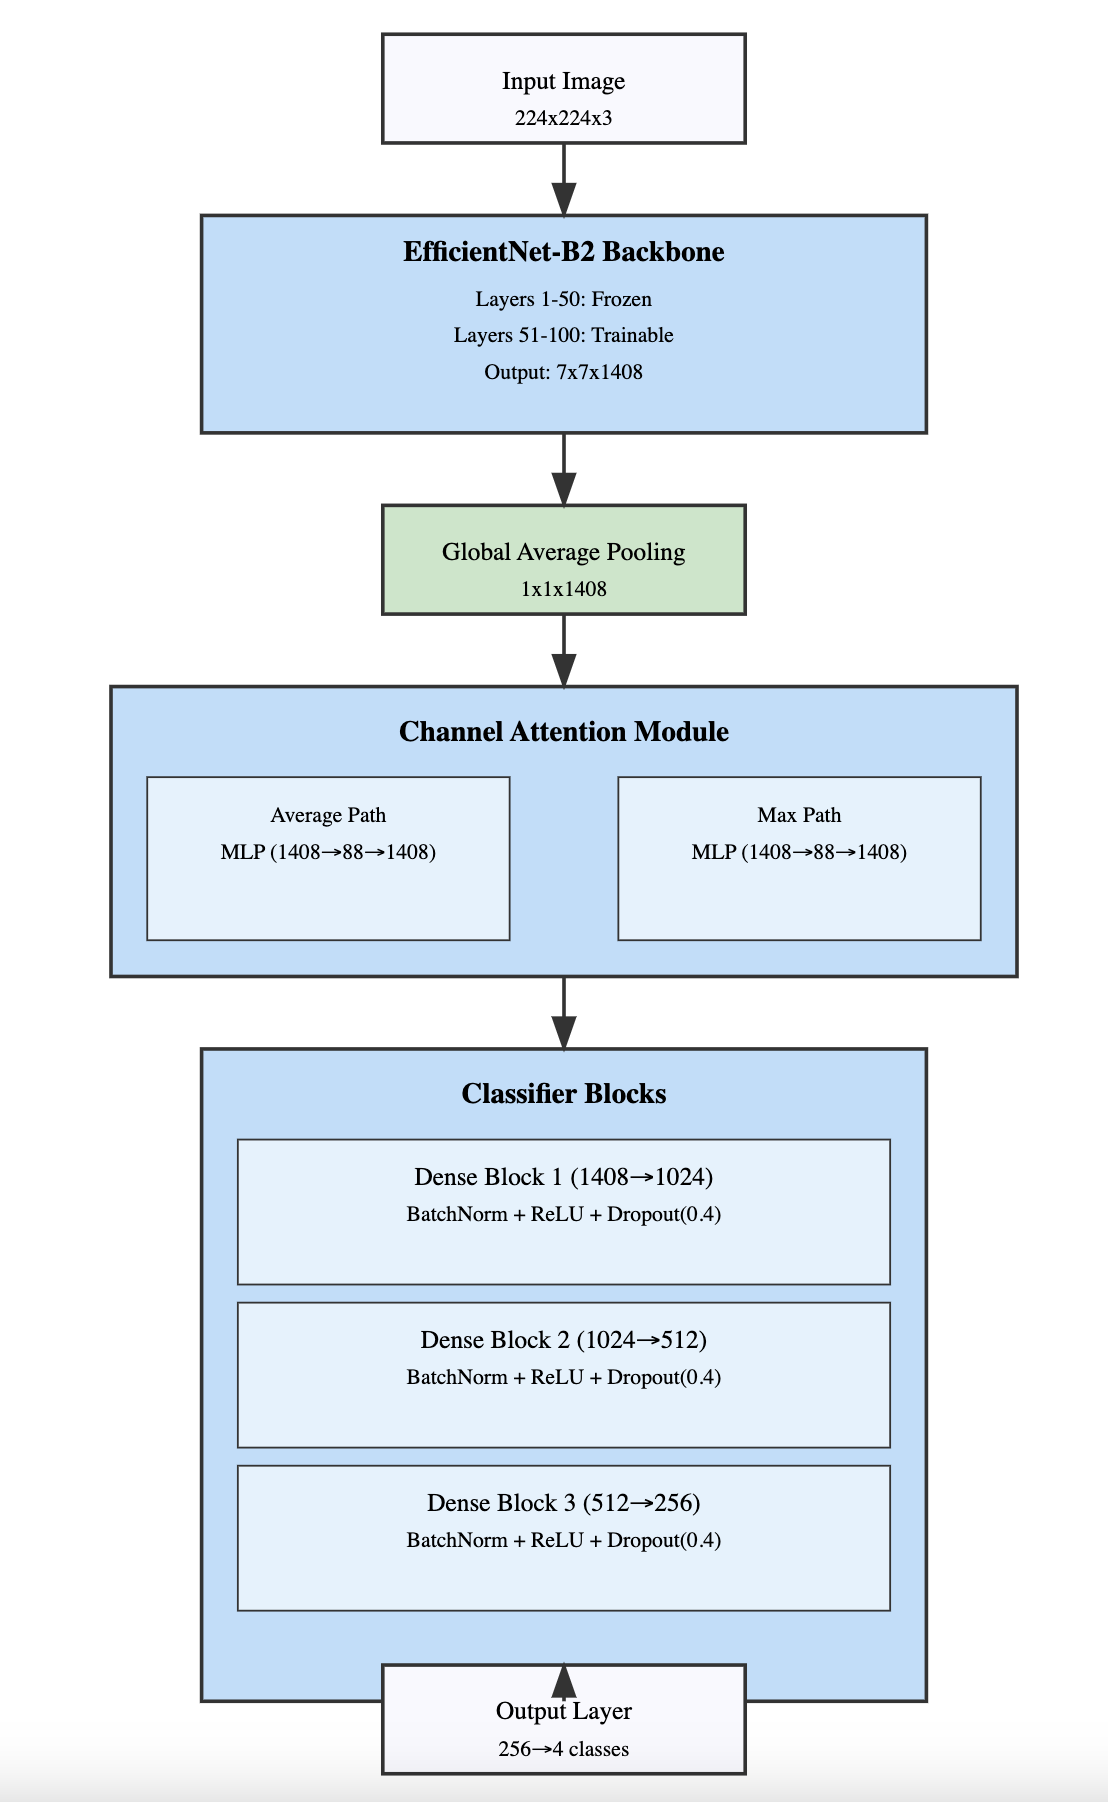 Input Image
224x224x3
EfficientNet-B2 Backbone
Layers 1-50: Frozen
Layers 51-100: Trainable
Output: 7x7x1408
Global Average Pooling
1x1x1408
Channel Attention Module
Average Path
MLP (1408→88→1408)
Max Path
MLP (1408→88→1408)
Classifier Blocks
Dense Block 1 (1408→1024)
BatchNorm + ReLU + Dropout(0.4)
Dense Block 2 (1024→512)
BatchNorm + ReLU + Dropout(0.4)
Dense Block 3 (512→256)
BatchNorm + ReLU + Dropout(0.4)
Output Layer
256→4 classes